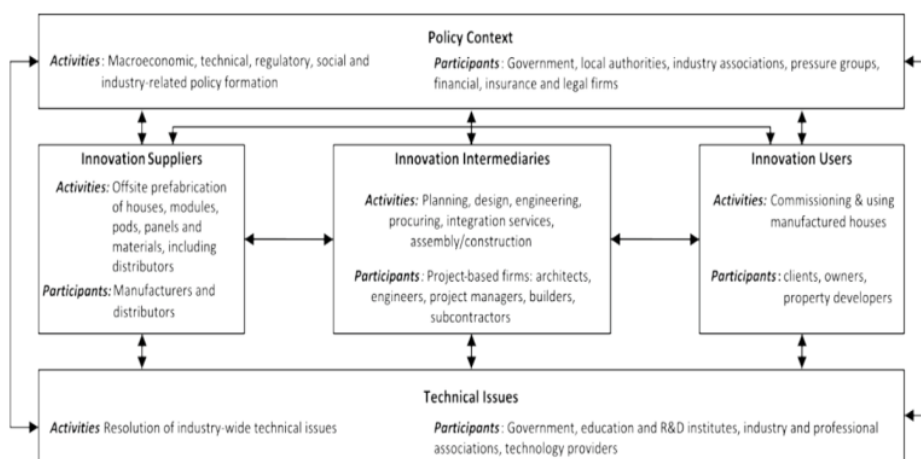 Policy Context
Activities: Macroeconomic, technical, regulatory, social and
industry-related policy formation
Participants: Government, local authorities, industry associations, pressure groups,
financial, insurance and legal firms
Innovation Suppliers
Activities: Offsite prefabrication
of houses, modules,
pods, panels and
materials, including
distributors
Participants: Manufacturers and
distributors
Innovation Intermediaries
Activities: Planning, design, engineering,
procuring, integration services,
assembly/construction
Participants: Project-based firms: architects,
engineers, project managers, builders,
subcontractors
Innovation Users
Activities: Commissioning & using
manufactured houses
Participants: clients, owners,
property developers
Technical Issues
Activities Resolution of industry-wide technical issues
Participants: Government, education and R&D institutes, industry and professional
associations, technology providers